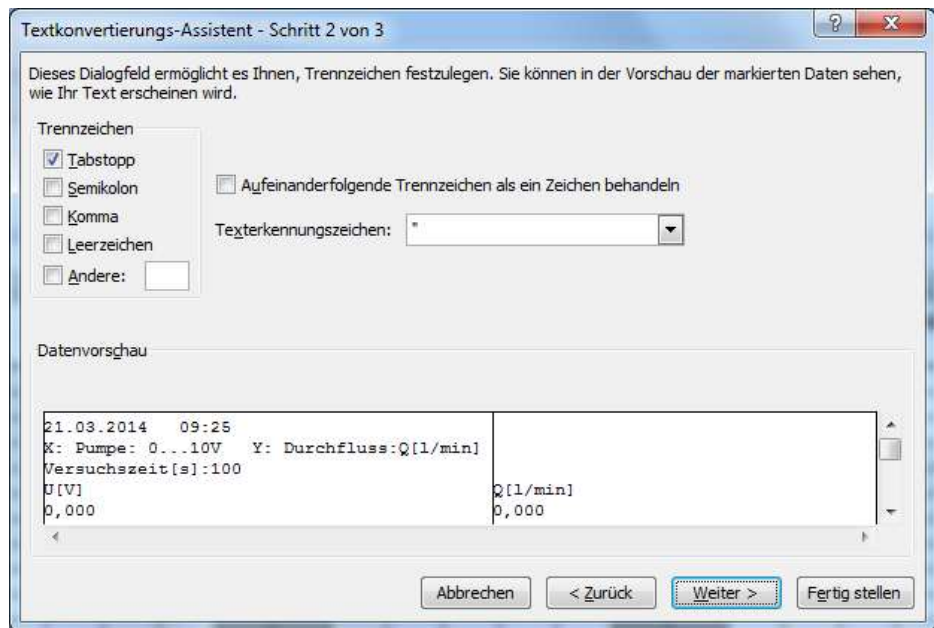 Textkonvertierungs-Assistent - Schritt 2 von 3
Dieses Dialogfeld ermöglicht es Ihnen, Trennzeichen festzulegen. Sie können in der Vorschau der markierten Daten sehen,
wie Ihr Text erscheinen wird.
Trennzeichen
Tabstopp
Semikolon
Komma
Leerzeichen
Andere:
Aufeinanderfolgende Trennzeichen als ein Zeichen behandeln
Texterkennungszeichen: "
Datenvorschau
21.03.2014 09:25
X: Pumpe: 0...10V Y: Durchfluss:Q[l/min]
Versuchszeit[s]:100
U[V] Q[l/min]
0,000 0,000
Abbrechen < Zurück Weiter > Fertig stellen